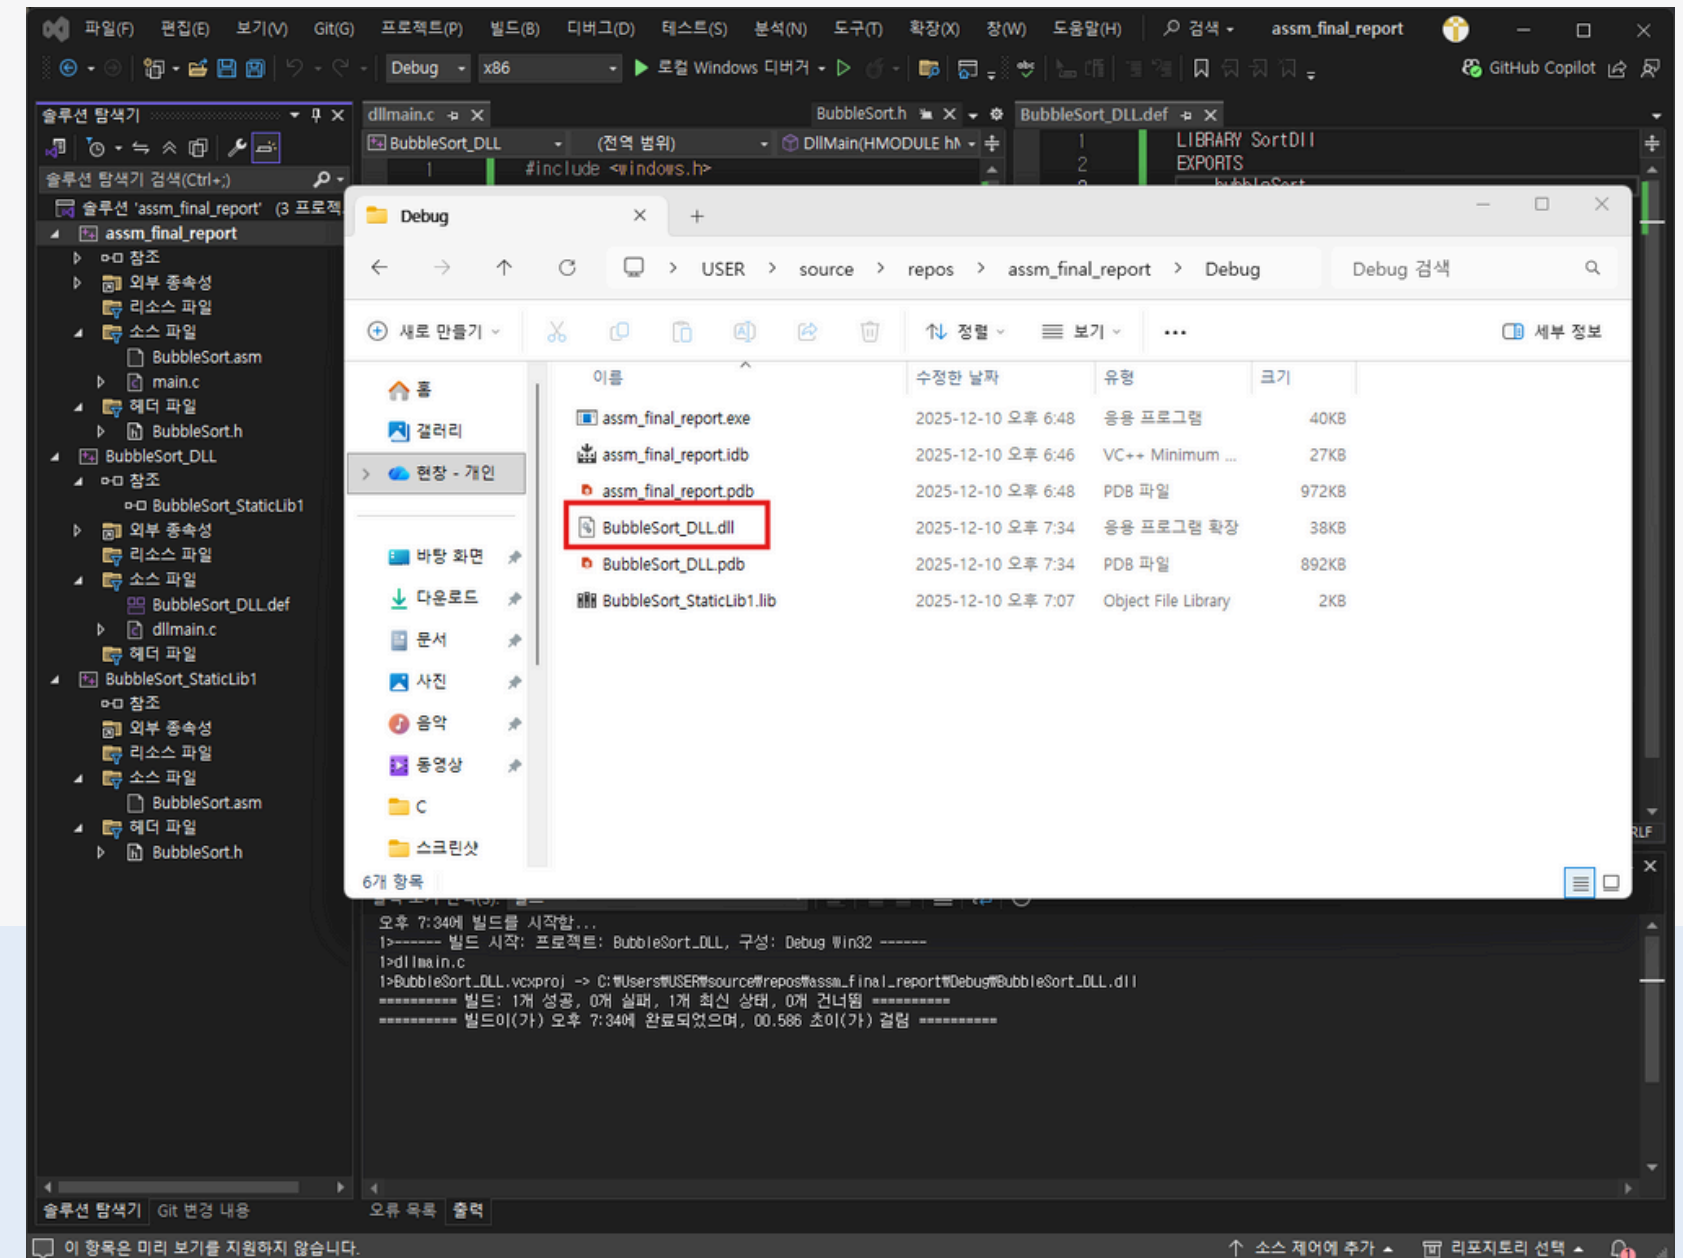 파일(F) 편집(E) 보기(V) Git(G) 프로젝트(P) 빌드(B) 디버그(D) 테스트(S) 분석(N) 도구(T) 확장(X) 창(W) 도움말(H) 검색 assm_final_report
Debug x86 로컬 Windows 디버거 GitHub Copilot
솔루션 탐색기
dllmain.c BubbleSort.h BubbleSort_DLL.def
BubbleSort_DLL (전역 범위) DllMain(HMODULE hM
1 #include <windows.h>
1 LIBRARY SortDll
2 EXPORTS
bubbleSort
솔루션 탐색기 검색(Ctrl+;)
솔루션 'assm_final_report' (3 프로젝
assm_final_report
참조
외부 종속성
리소스 파일
소스 파일
BubbleSort.asm
main.c
헤더 파일
BubbleSort.h
BubbleSort_DLL
참조
BubbleSort_StaticLib1
외부 종속성
리소스 파일
소스 파일
BubbleSort_DLL.def
dllmain.c
헤더 파일
BubbleSort_StaticLib1
참조
외부 종속성
리소스 파일
소스 파일
BubbleSort.asm
헤더 파일
BubbleSort.h
Debug
USER > source > repos > assm_final_report > Debug
Debug 검색
새로 만들기 정렬 보기 ... 세부 정보
홈
갤러리
현창 - 개인
바탕 화면
다운로드
문서
사진
음악
동영상
C
스크린샷
이름 수정한 날짜 유형 크기
assm_final_report.exe 2025-12-10 오후 6:48 응용 프로그램 40KB
assm_final_report.idb 2025-12-10 오후 6:46 VC++ Minimum ... 27KB
assm_final_report.pdb 2025-12-10 오후 6:48 PDB 파일 972KB
BubbleSort_DLL.dll 2025-12-10 오후 7:34 응용 프로그램 확장 38KB
BubbleSort_DLL.pdb 2025-12-10 오후 7:34 PDB 파일 892KB
BubbleSort_StaticLib1.lib 2025-12-10 오후 7:07 Object File Library 2KB
6개 항목
RLF
오후 7:34에 빌드를 시작함...
1>------ 빌드 시작: 프로젝트: BubbleSort_DLL, 구성: Debug Win32 ------
1>dllmain.c
1>BubbleSort_DLL.vcxproj -> C:₩Users₩USER₩source₩repos₩assm_final_report₩Debug₩BubbleSort_DLL.dll
========== 빌드: 1개 성공, 0개 실패, 1개 최신 상태, 0개 건너뜀 ==========
========== 빌드이(가) 오후 7:34에 완료되었으며, 00.586 초이(가) 걸림 ==========
솔루션 탐색기 Git 변경 내용
오류 목록 출력
이 항목은 미리 보기를 지원하지 않습니다.
소스 제어에 추가 리포지토리 선택 1